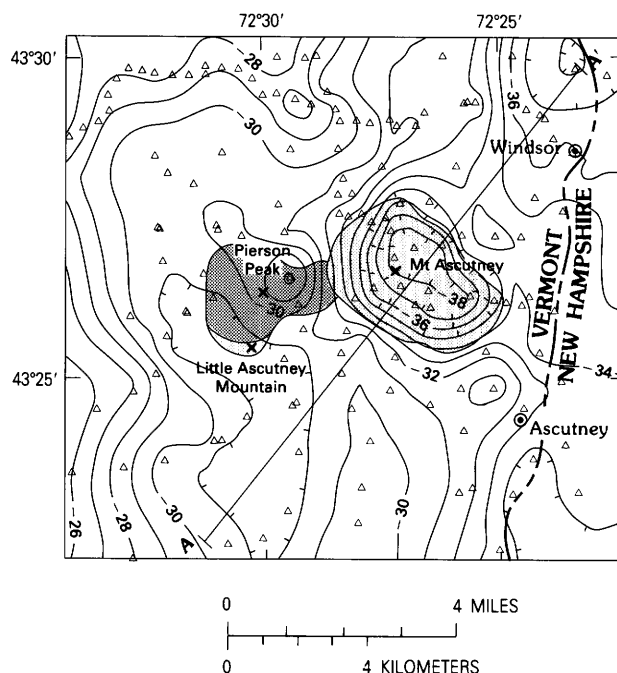 72°30′ 72°25′
43°30′
28
36
A′
30
Windsor
Pierson
Peak
Mt Ascutney
30
38
36
VERMONT
NEW HAMPSHIRE
Little Ascutney
Mountain
32
34
43°25′
Ascutney
30
26
28
30
A
0 4 MILES
0 4 KILOMETERS